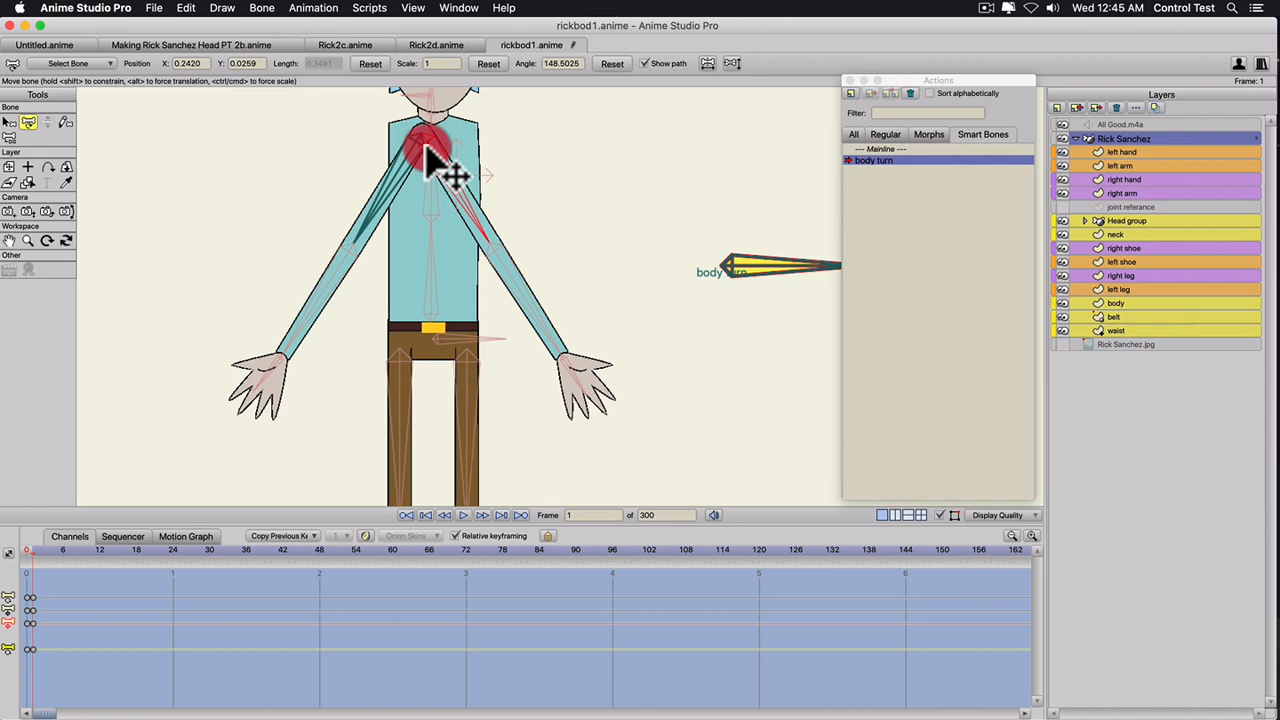 Anime Studio Pro File Edit Draw Bone Animation Scripts View Window Help Wed 12:45 AM Control Test
rickbod1.anime - Anime Studio Pro
Untitled.anime Making Rick Sanchez Head PT 2b.anime Rick2c.anime Rick2d.anime rickbod1.anime
Select Bone Position X: 0.2420 Y: 0.0259 Length: 0.3491 Reset Scale: 1 Reset Angle: 148.5025 Reset Show path
Move bone (hold <shift> to constrain, <alt> to force translation, <ctrl/cmd> to force scale) Frame: 1
Tools
Bone
Layer
Camera
Workspace
Other
body turn
Actions
Sort alphabetically
Filter:
All Regular Morphs Smart Bones
--- Mainline ---
body turn
Layers
All Good.m4a
Rick Sanchez
left hand
left arm
right hand
right arm
joint referance
Head group
neck
right shoe
left shoe
right leg
left leg
body
belt
waist
Rick Sanchez.jpg
Frame 1 of 300 Display Quality
Channels Sequencer Motion Graph Copy Previous Ke 1 Onion Skins Relative keyframing
0 6 12 18 24 30 36 42 48 54 60 66 72 78 84 90 96 102 108 114 120 126 132 138 144 150 156 162
0 1 2 3 4 5 6